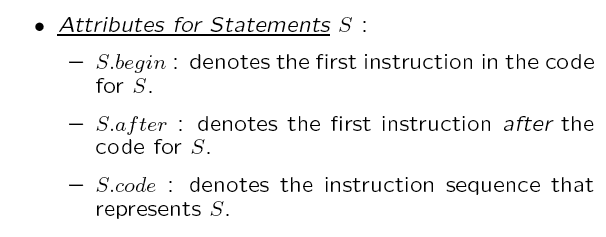 • Attributes for Statements S :
– S.begin : denotes the first instruction in the code
for S.
– S.after : denotes the first instruction after the
code for S.
– S.code : denotes the instruction sequence that
represents S.